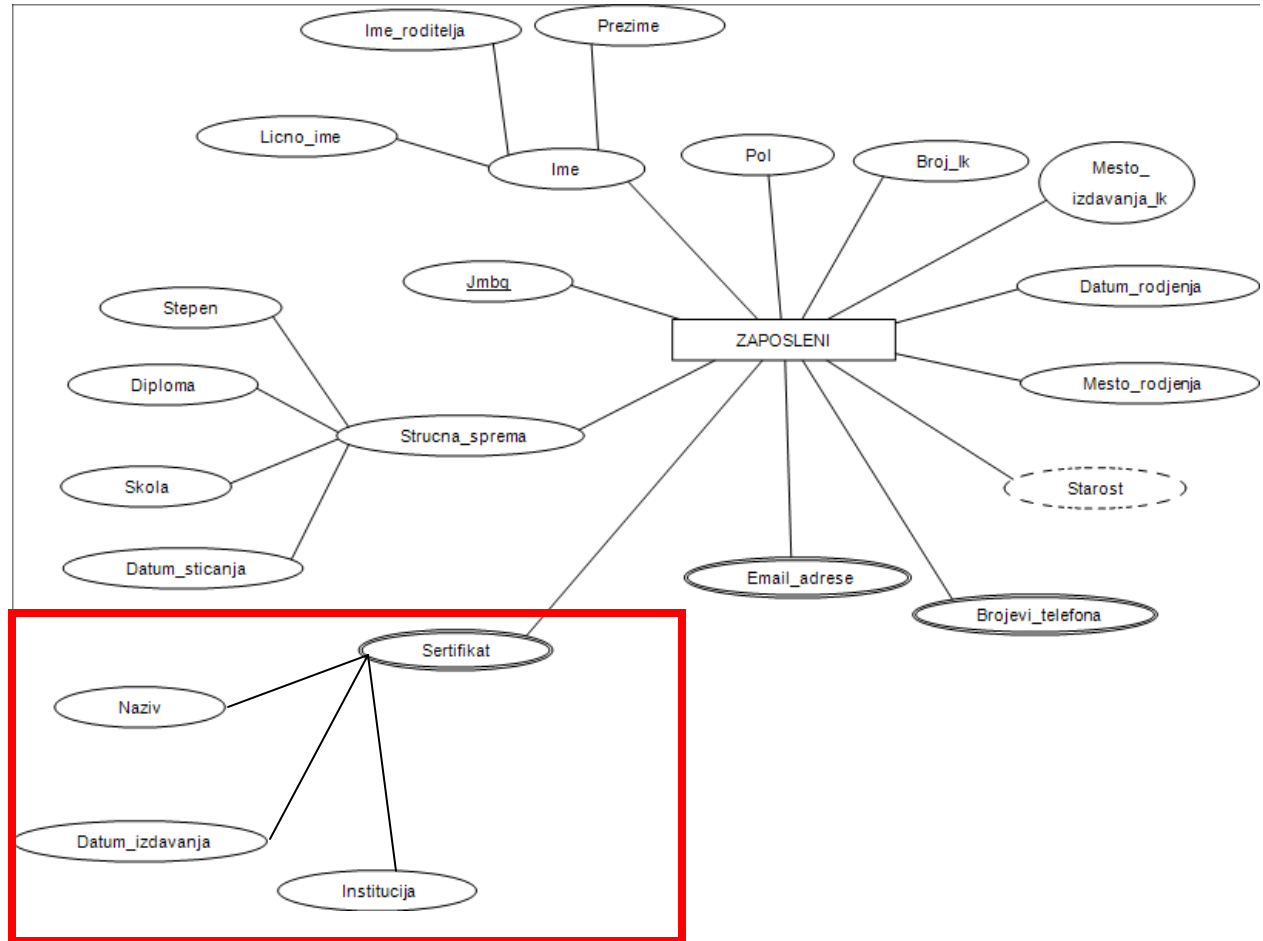 Ime_roditelja
Prezime
Licno_ime
Ime
Pol
Broj_lk
Mesto_
izdavanja_lk
Jmbg
Datum_rodjenja
Stepen
ZAPOSLENI
Diploma
Mesto_rodjenja
Strucna_sprema
Skola
Starost
Datum_sticanja
Email_adrese
Brojevi_telefona
Sertifikat
Naziv
Datum_izdavanja
Institucija